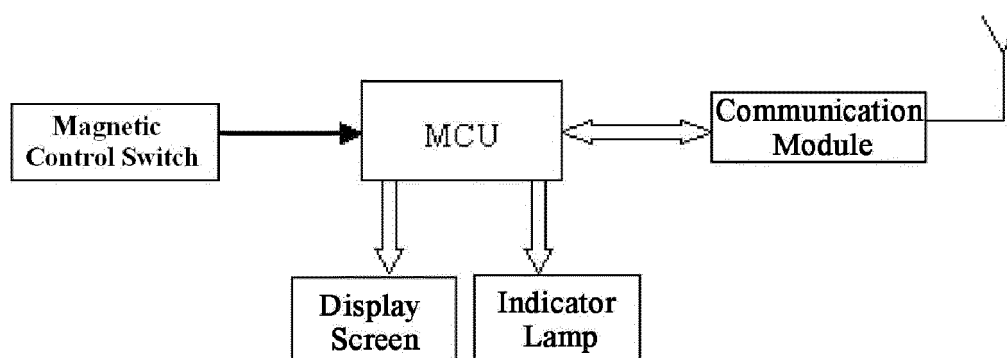 Magnetic
Control Switch
MCU
Communication
Module
Display
Screen
Indicator
Lamp